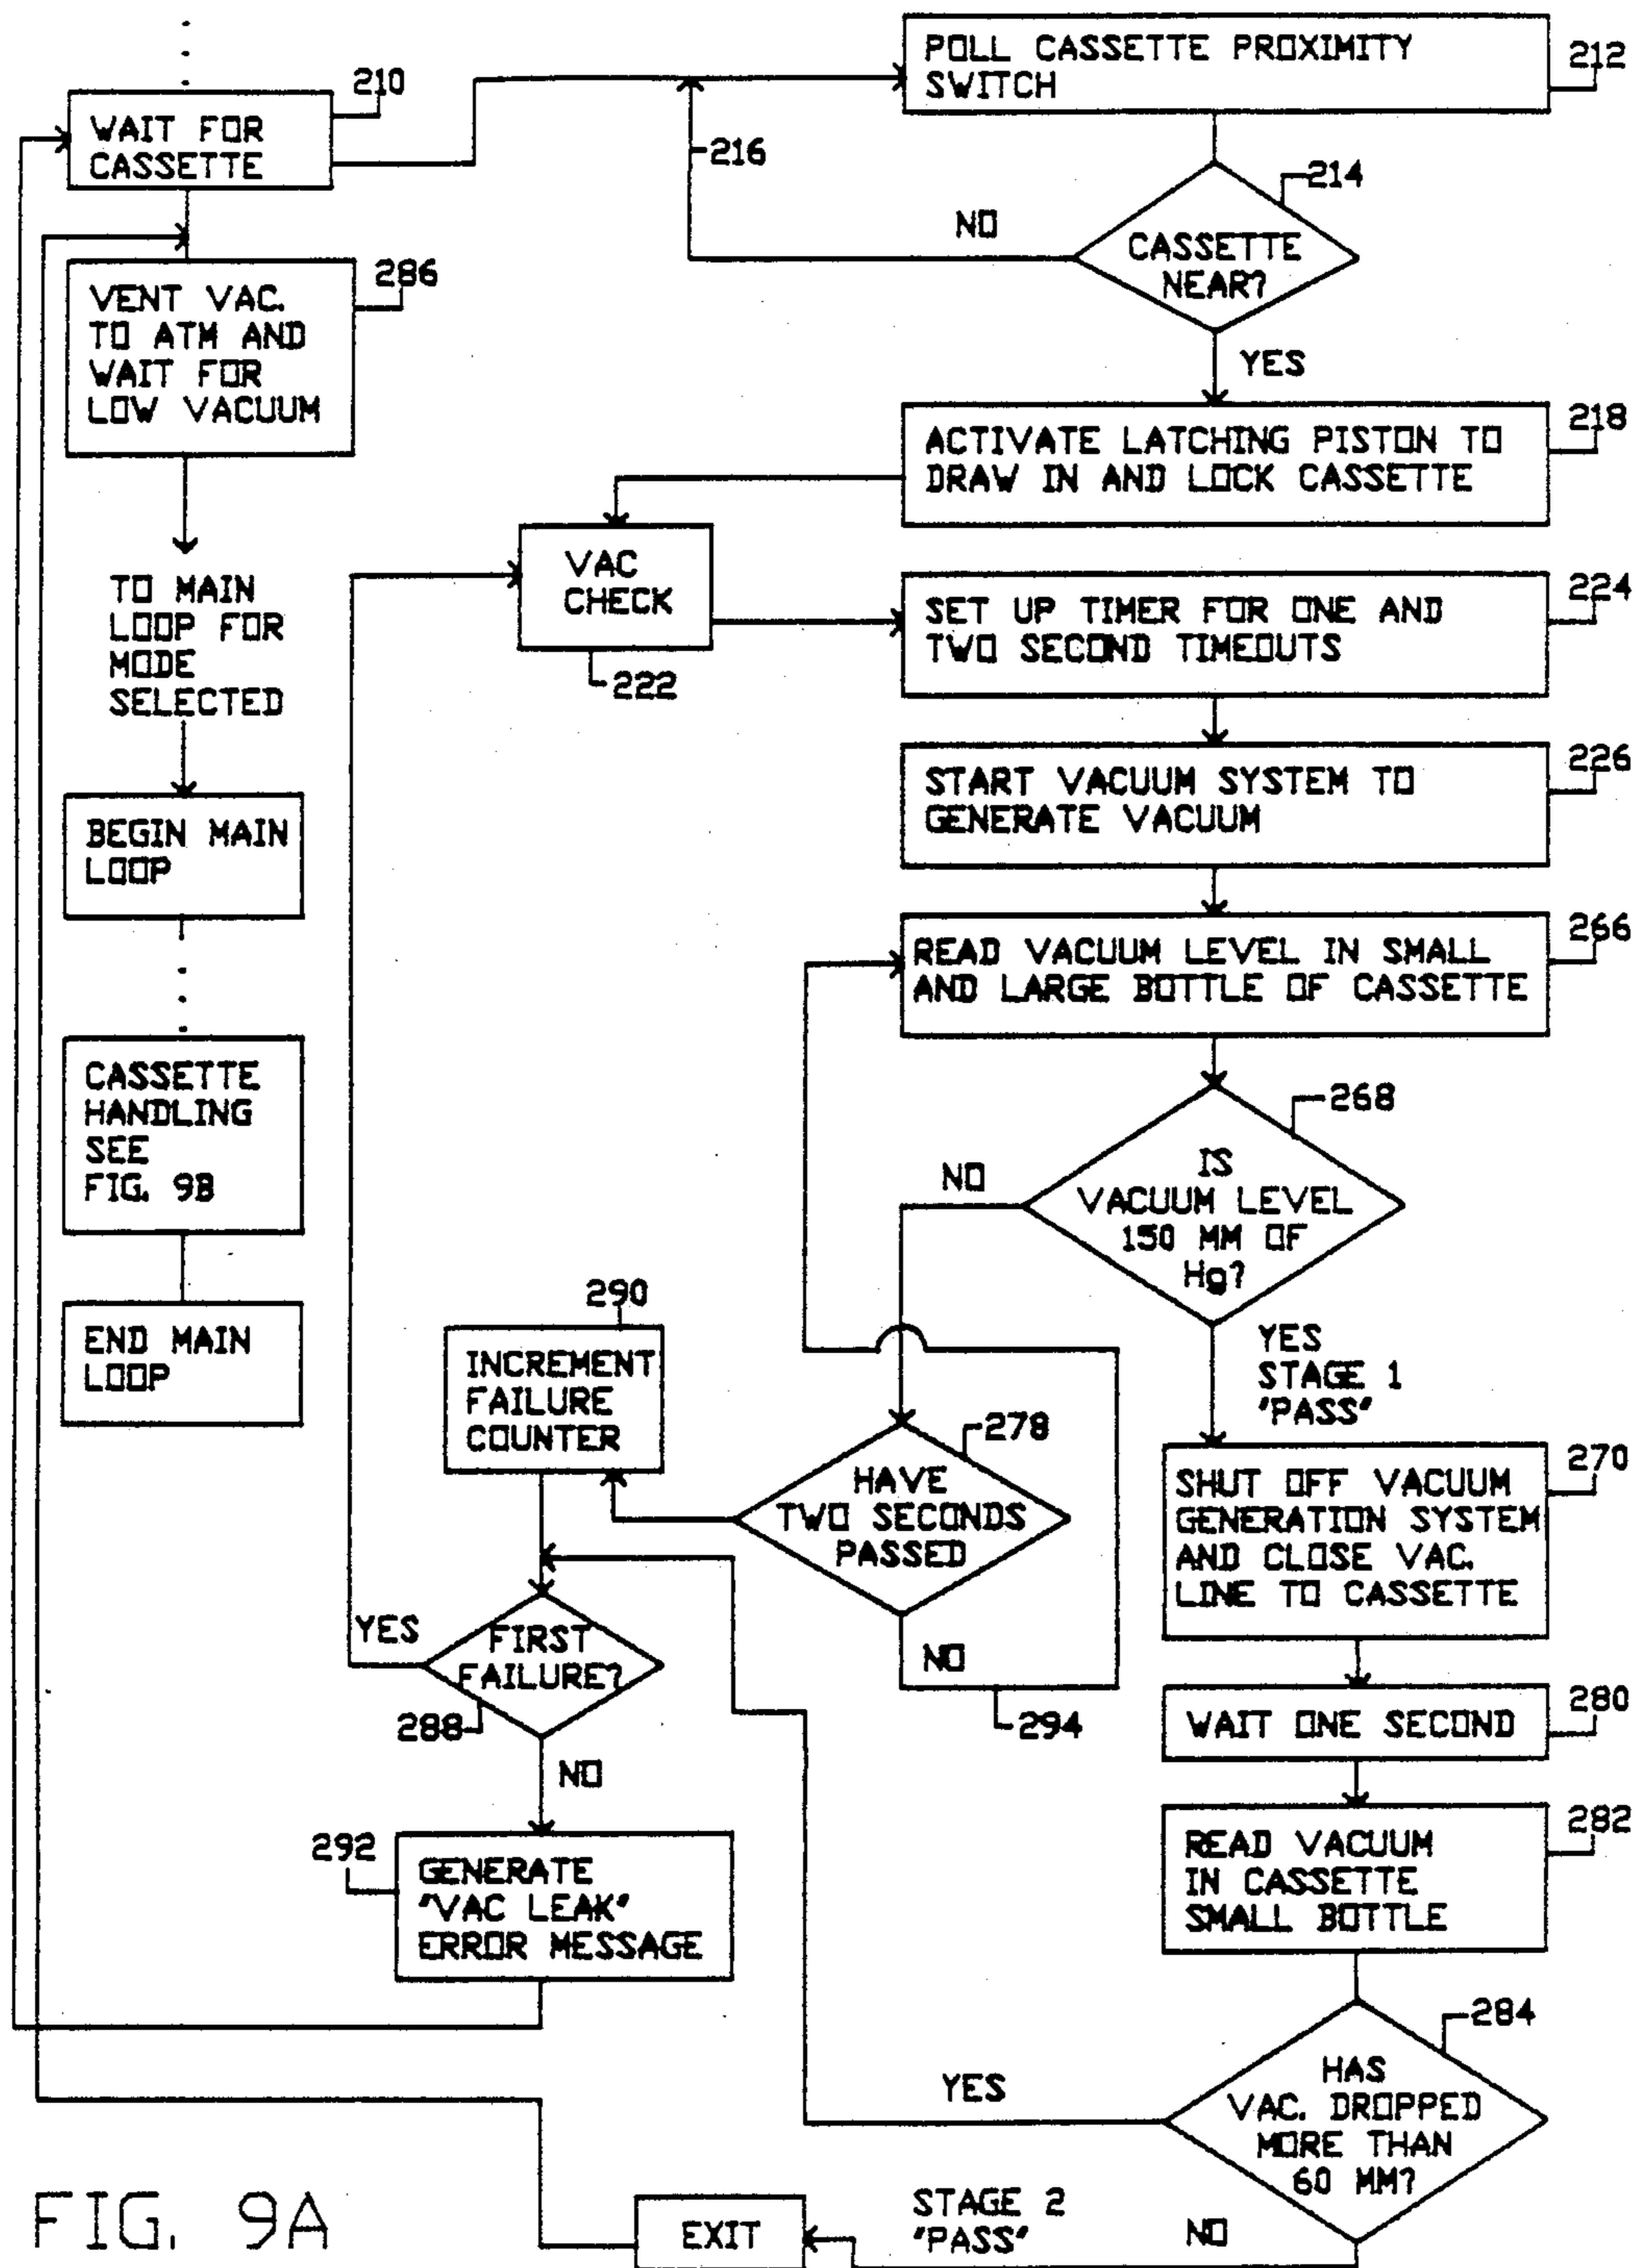 POLL CASSETTE PROXIMITY
SWITCH
212
210
WAIT FOR
CASSETTE
216
214
NO
CASSETTE
NEAR?
YES
286
VENT VAC.
TO ATM AND
WAIT FOR
LOW VACUUM
ACTIVATE LATCHING PISTON TO
DRAW IN AND LOCK CASSETTE
218
VAC
CHECK
222
SET UP TIMER FOR ONE AND
TWO SECOND TIMEOUTS
224
TO MAIN
LOOP FOR
MODE
SELECTED
START VACUUM SYSTEM TO
GENERATE VACUUM
226
BEGIN MAIN
LOOP
READ VACUUM LEVEL IN SMALL
AND LARGE BOTTLE OF CASSETTE
266
CASSETTE
HANDLING
SEE
FIG. 9B
268
NO
IS
VACUUM LEVEL
150 MM OF
Hg?
END MAIN
LOOP
290
INCREMENT
FAILURE
COUNTER
YES
STAGE 1
"PASS"
278
HAVE
TWO SECONDS
PASSED
NO
294
SHUT OFF VACUUM
GENERATION SYSTEM
AND CLOSE VAC.
LINE TO CASSETTE
270
YES
FIRST
FAILURE?
288
NO
WAIT ONE SECOND
280
292
GENERATE
"VAC LEAK"
ERROR MESSAGE
READ VACUUM
IN CASSETTE
SMALL BOTTLE
282
284
YES
HAS
VAC. DROPPED
MORE THAN
60 MM?
NO
STAGE 2
"PASS"
EXIT
FIG. 9A